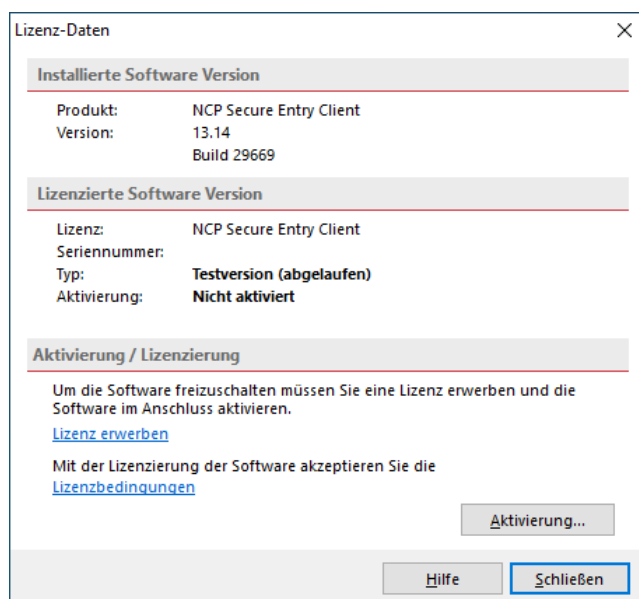 Lizenz-Daten
Installierte Software Version
Produkt: NCP Secure Entry Client
Version: 13.14
Build 29669
Lizenzierte Software Version
Lizenz: NCP Secure Entry Client
Seriennummer:
Typ: Testversion (abgelaufen)
Aktivierung: Nicht aktiviert
Aktivierung / Lizenzierung
Um die Software freizuschalten müssen Sie eine Lizenz erwerben und die
Software im Anschluss aktivieren.
Lizenz erwerben
Mit der Lizenzierung der Software akzeptieren Sie die
Lizenzbedingungen
Aktivierung...
Hilfe Schließen